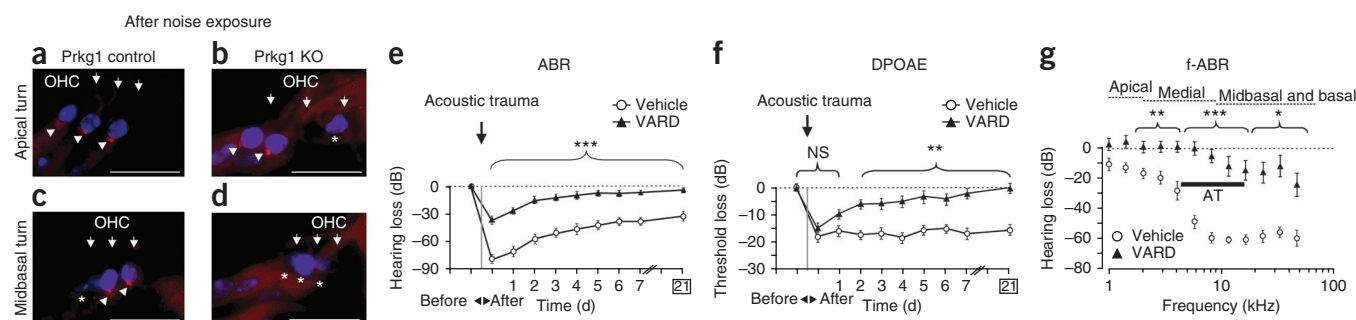 After noise exposure
a Prkg1 control
b Prkg1 KO
Apical turn
OHC
OHC
*
Midbasal turn
c
OHC
*
d
OHC
* * *
e ABR
Acoustic trauma
Vehicle
VARD
***
Hearing loss (dB)
0
–30
–60
–90
1 2 3 4 5 6 7 21
Before After Time (d)
f DPOAE
Acoustic trauma
Vehicle
VARD
NS
**
Threshold loss (dB)
0
–10
–20
–30
1 2 3 4 5 6 7 21
Before After Time (d)
g f-ABR
Apical Medial Midbasal and basal
** *** *
Hearing loss (dB)
0
–20
–40
–60
–80
AT
Vehicle
VARD
1 10 100
Frequency (kHz)